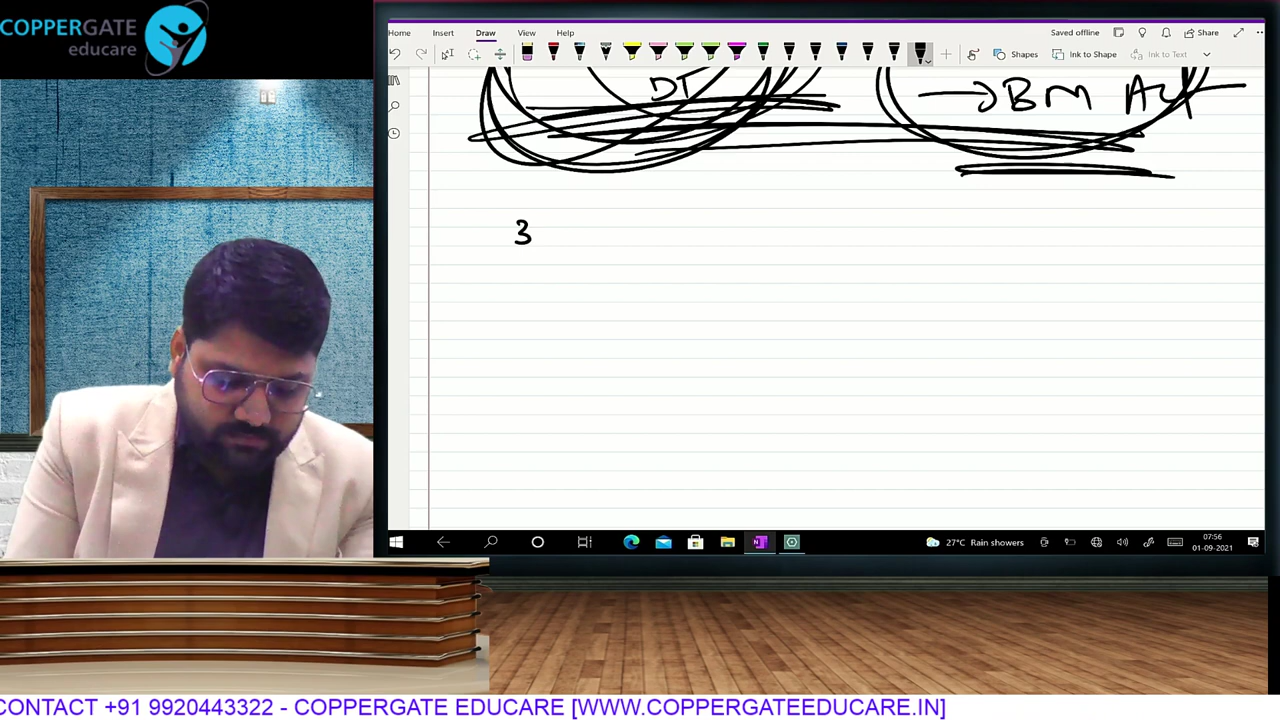 COPPERGATE
educare
Home Insert Draw View Help Saved offline Share
Shapes Ink to Shape Ink to Text
DT → BM Act
3
27°C Rain showers 07:56
01-09-2021
CONTACT +91 9920443322 - COPPERGATE EDUCARE [WWW.COPPERGATEEDUCARE.IN]